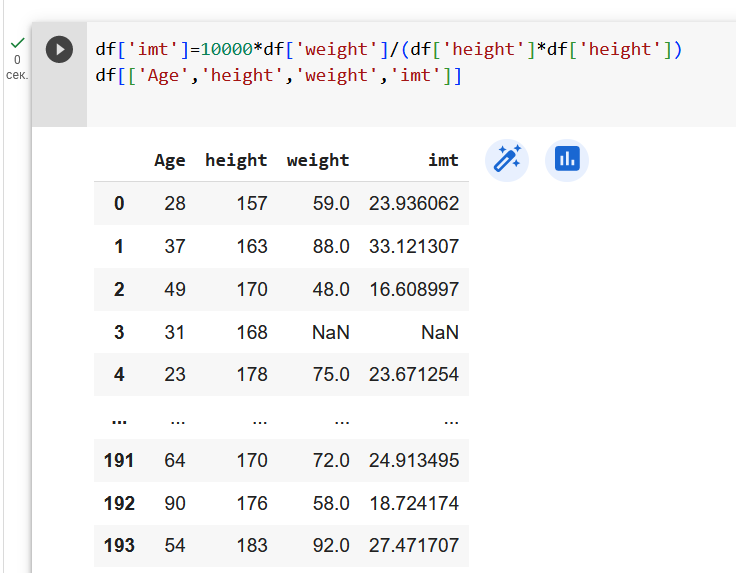 0
сек.
df['imt']=10000*df['weight']/(df['height']*df['height'])
df[['Age','height','weight','imt']]
Age height weight imt
0 28 157 59.0 23.936062
1 37 163 88.0 33.121307
2 49 170 48.0 16.608997
3 31 168 NaN NaN
4 23 178 75.0 23.671254
... ... ... ... ...
191 64 170 72.0 24.913495
192 90 176 58.0 18.724174
193 54 183 92.0 27.471707